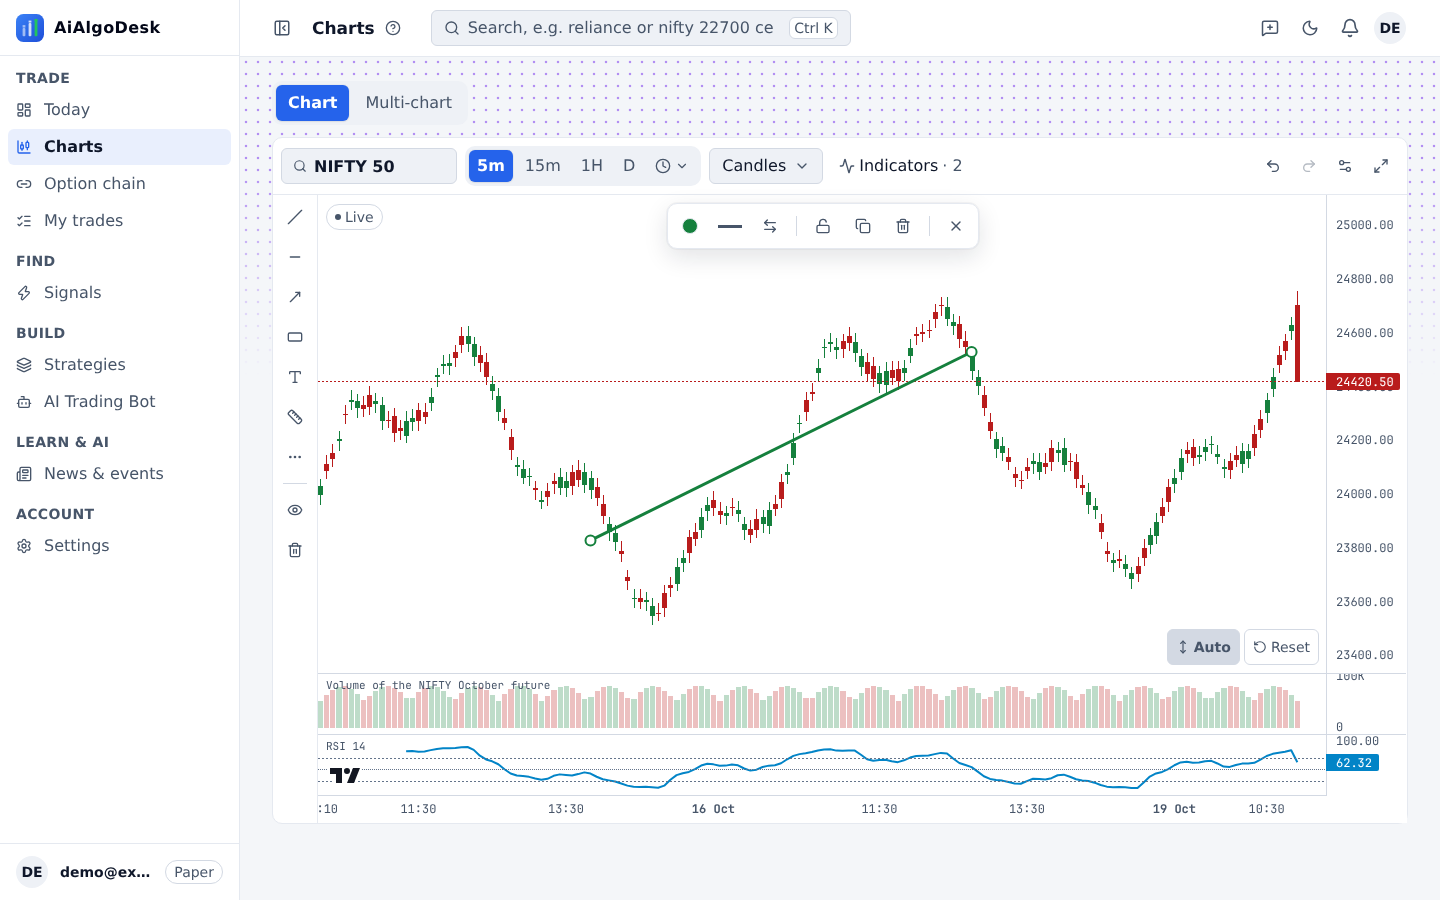 AiAlgoDesk
Charts
Search, e.g. reliance or nifty 22700 ce
Ctrl K
DE
TRADE
Today
Charts
Option chain
My trades
FIND
Signals
BUILD
Strategies
AI Trading Bot
LEARN & AI
News & events
ACCOUNT
Settings
DE
demo@ex...
Paper
Chart
Multi-chart
NIFTY 50
5m
15m
1H
D
Candles
Indicators · 2
Live
25000.00
24800.00
24600.00
24420.50
24200.00
24000.00
23800.00
23600.00
23400.00
Auto
Reset
Volume of the NIFTY October future
100K
0
RSI 14
100.00
62.32
:10
11:30
13:30
16 Oct
11:30
13:30
19 Oct
10:30